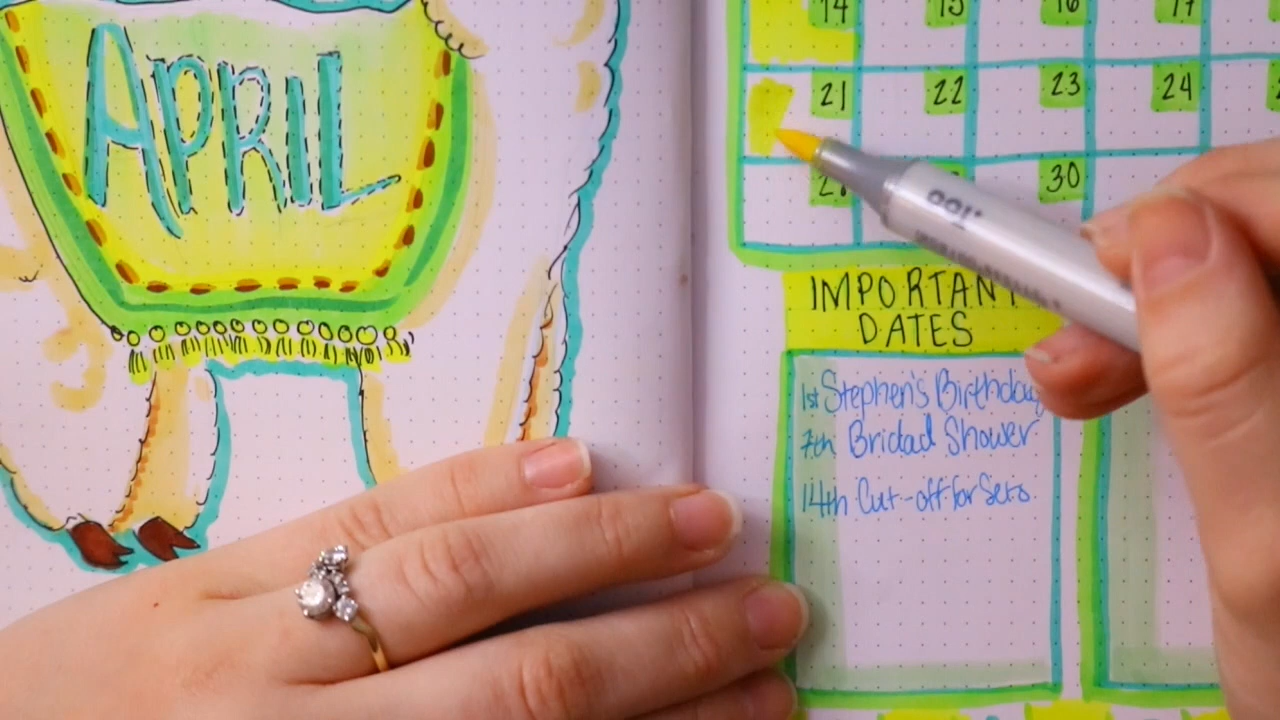 APRIL
14 15 16 17
21 22 23 24
30
IMPORTANT
DATES
1st Stephen's Birthday
7th Bridad Shower
14th Cut-off for Sets